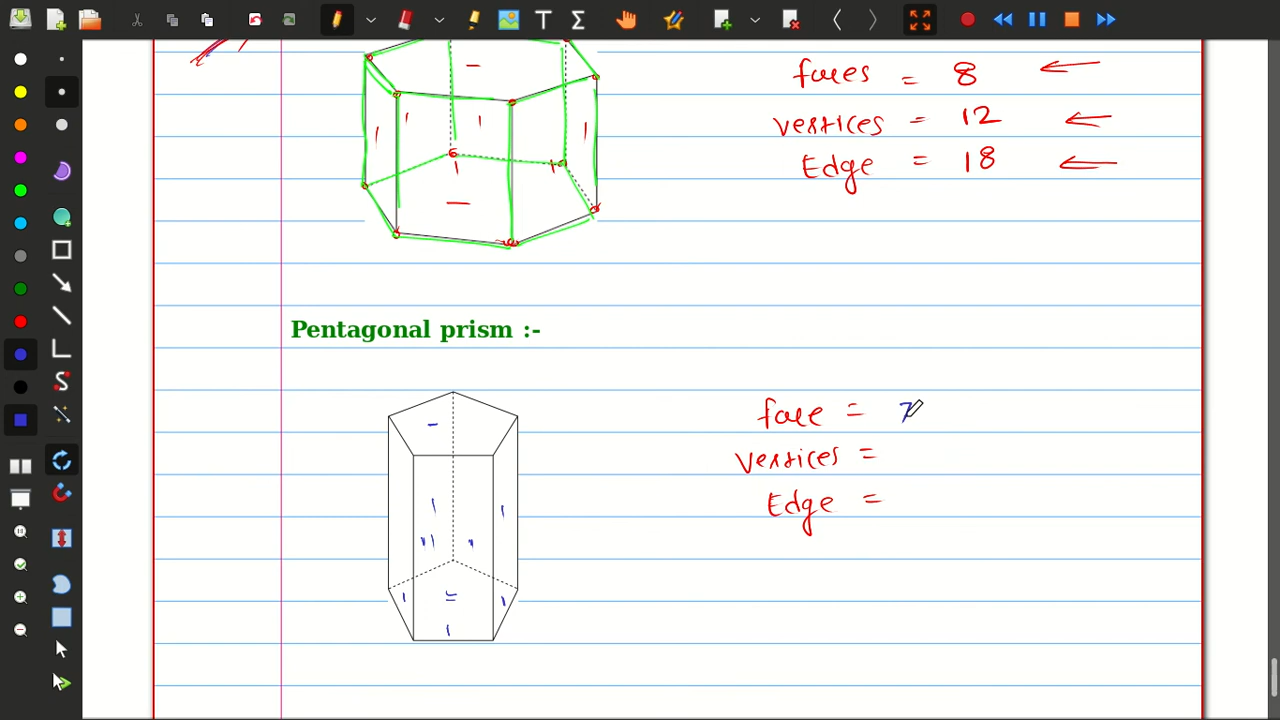 faces = 8
vertices = 12
Edge = 18
Pentagonal prism :-
face = 7
vertices =
Edge =